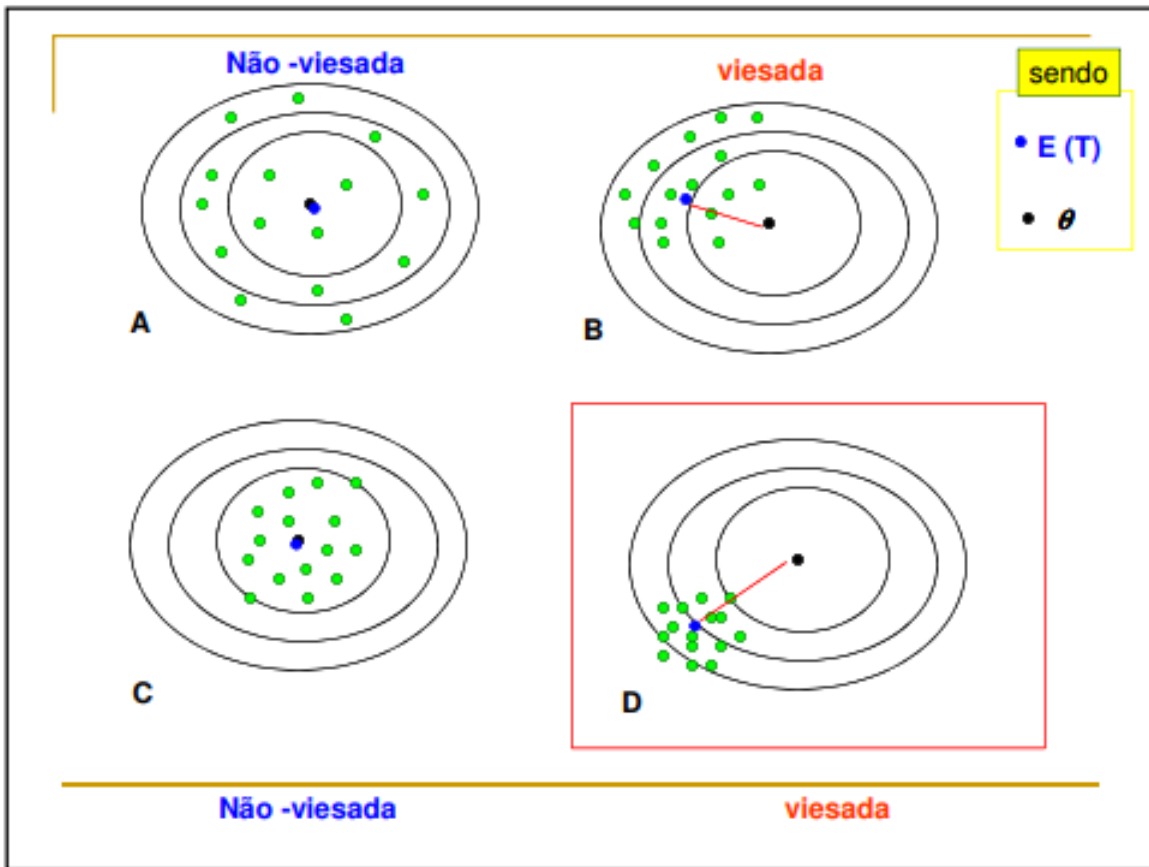 Não -viesada
viesada
sendo
E (T)
θ
A
B
C
D
Não -viesada
viesada